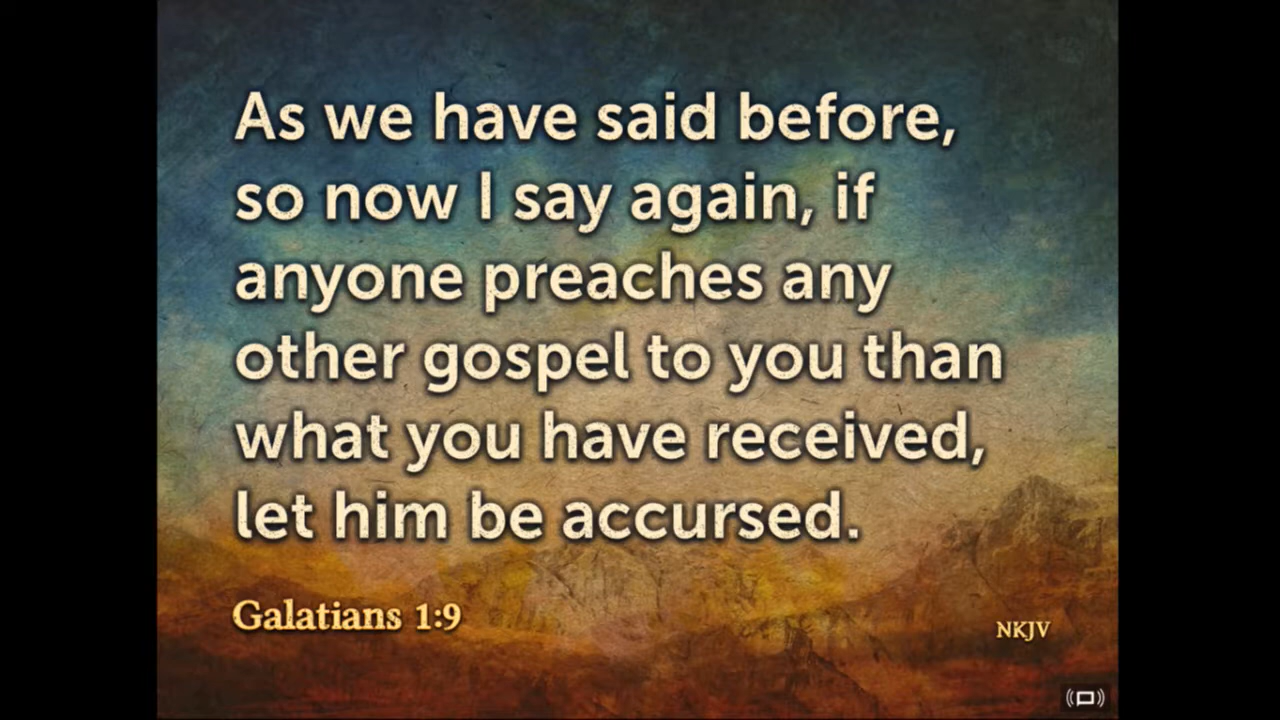 As we have said before,
so now I say again, if
anyone preaches any
other gospel to you than
what you have received,
let him be accursed.
Galatians 1:9
NKJV